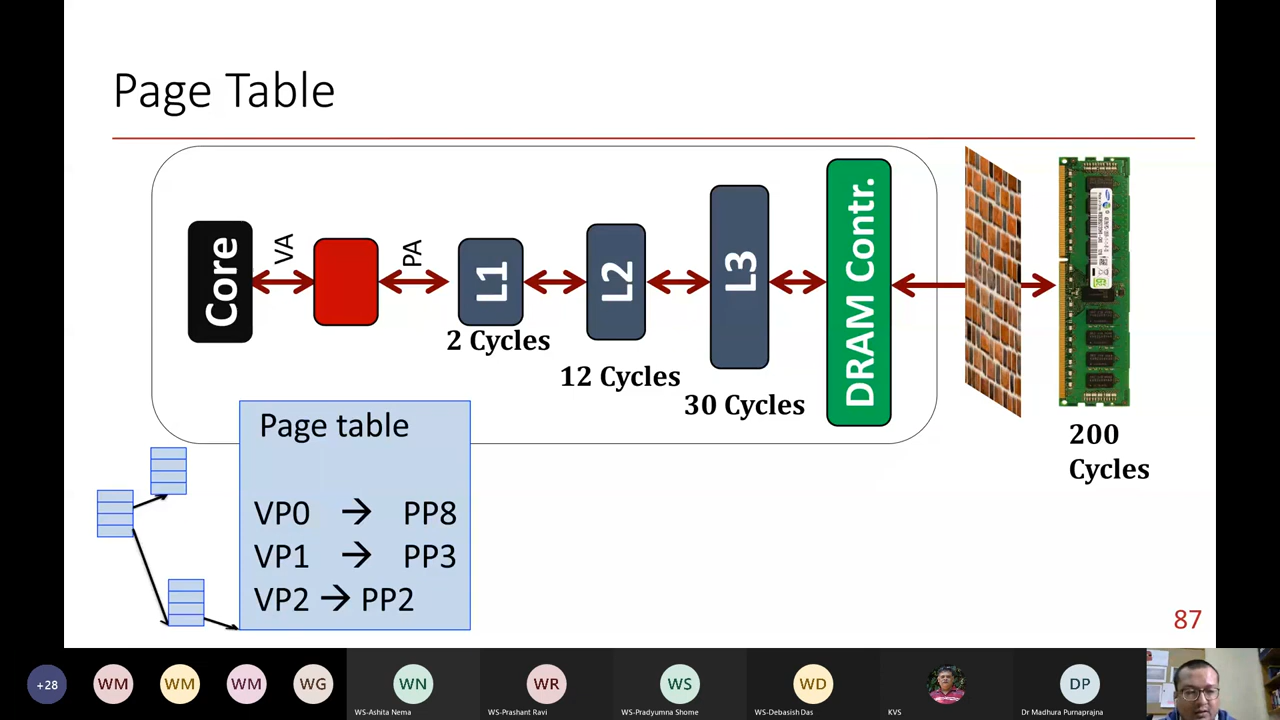 Page Table
Core
VA
PA
L1
2 Cycles
L2
12 Cycles
L3
30 Cycles
DRAM Contr.
200
Cycles
Page table
VP0 → PP8
VP1 → PP3
VP2 → PP2
87
+28
WM
WM
WM
WG
WN
WS-Ashita Nema
WR
WS-Prashant Ravi
WS
WS-Pradyumna Shome
WD
WS-Debasish Das
KVS
DP
Dr Madhura Purnaprajna